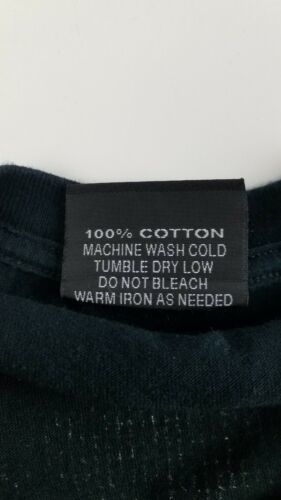 100% COTTON
MACHINE WASH COLD
TUMBLE DRY LOW
DO NOT BLEACH
WARM IRON AS NEEDED